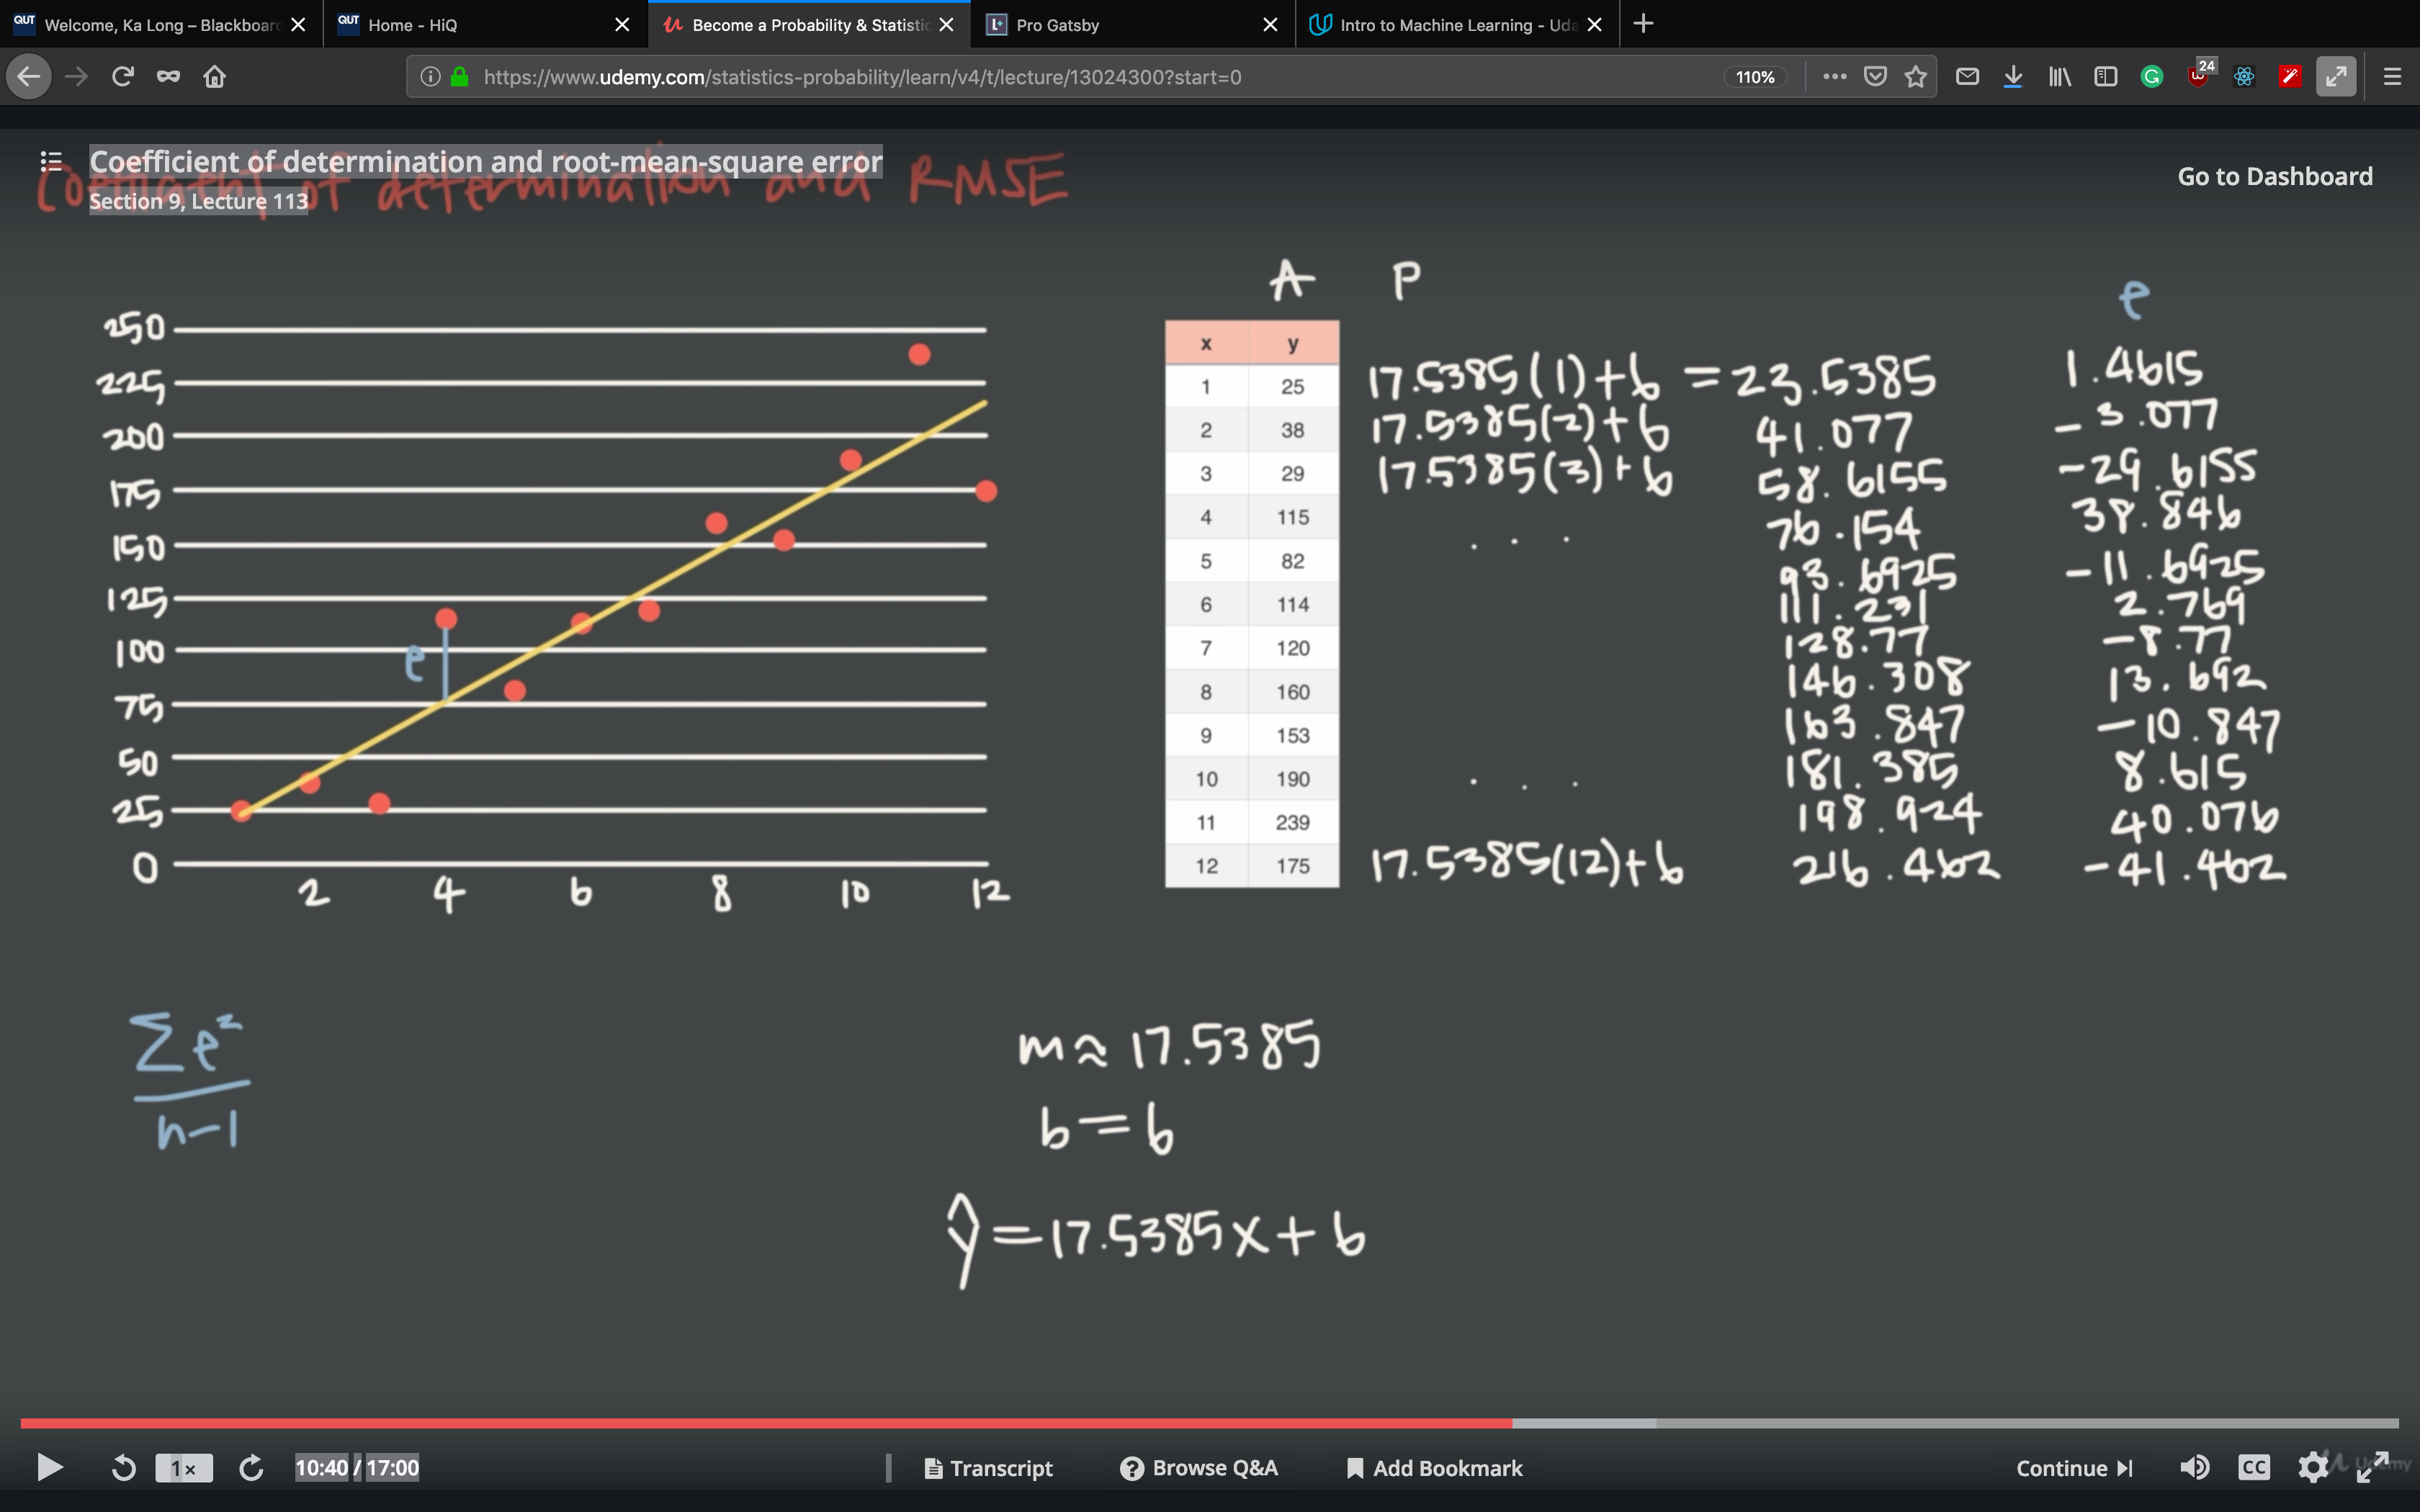 Welcome, Ka Long – Blackboar
Home - HiQ
Become a Probability & Statistic
Pro Gatsby
Intro to Machine Learning - Uda
https://www.udemy.com/statistics-probability/learn/v4/t/lecture/13024300?start=0
110%
24
Coefficient of determination and root-mean-square error
Section 9, Lecture 113
Go to Dashboard
Coefficient of determination and RMSE
A P e
250
225
200
175
150
125
100
75
50
25
0
2 4 6 8 10 12
e
x y
1 25 17.5385(1)+6 = 23.5385 1.4615
2 38 17.5385(2)+6 41.077 -3.077
3 29 17.5385(3)+6 58.6155 -29.6155
4 115 . . . 76.154 38.846
5 82 93.6925 -11.6925
6 114 111.231 2.769
7 120 128.77 -8.77
8 160 146.308 13.692
9 153 163.847 -10.847
10 190 . . . 181.385 8.615
11 239 198.924 40.076
12 175 17.5385(12)+6 216.462 -41.462
Σe²
n-1
m≈17.5385
b=6
ŷ=17.5385x+6
10:40 / 17:00
1×
Transcript
Browse Q&A
Add Bookmark
Continue
CC
Udemy